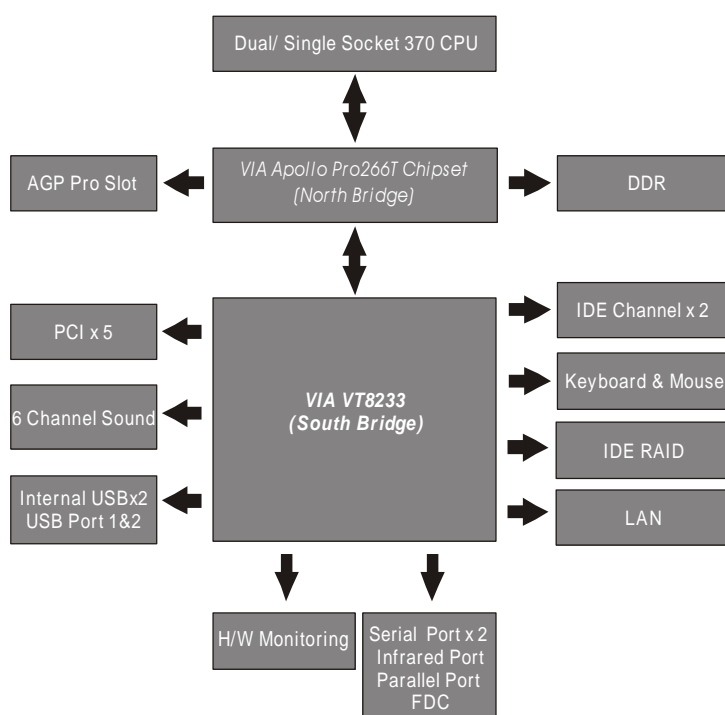 Dual/ Single Socket 370 CPU
VIA Apollo Pro266T Chipset
(North Bridge)
AGP Pro Slot
DDR
VIA VT8233
(South Bridge)
PCI x 5
6 Channel Sound
Internal USBx2
USB Port 1&2
IDE Channel x 2
Keyboard & Mouse
IDE RAID
LAN
H/W Monitoring
Serial Port x 2
Infrared Port
Parallel Port
FDC